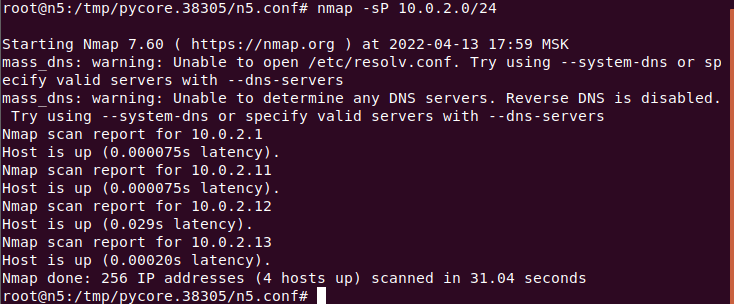 root@n5:/tmp/pycore.38305/n5.conf# nmap -sP 10.0.2.0/24
Starting Nmap 7.60 ( https://nmap.org ) at 2022-04-13 17:59 MSK
mass_dns: warning: Unable to open /etc/resolv.conf. Try using --system-dns or sp
ecify valid servers with --dns-servers
mass_dns: warning: Unable to determine any DNS servers. Reverse DNS is disabled.
 Try using --system-dns or specify valid servers with --dns-servers
Nmap scan report for 10.0.2.1
Host is up (0.000075s latency).
Nmap scan report for 10.0.2.11
Host is up (0.000075s latency).
Nmap scan report for 10.0.2.12
Host is up (0.029s latency).
Nmap scan report for 10.0.2.13
Host is up (0.00020s latency).
Nmap done: 256 IP addresses (4 hosts up) scanned in 31.04 seconds
root@n5:/tmp/pycore.38305/n5.conf#